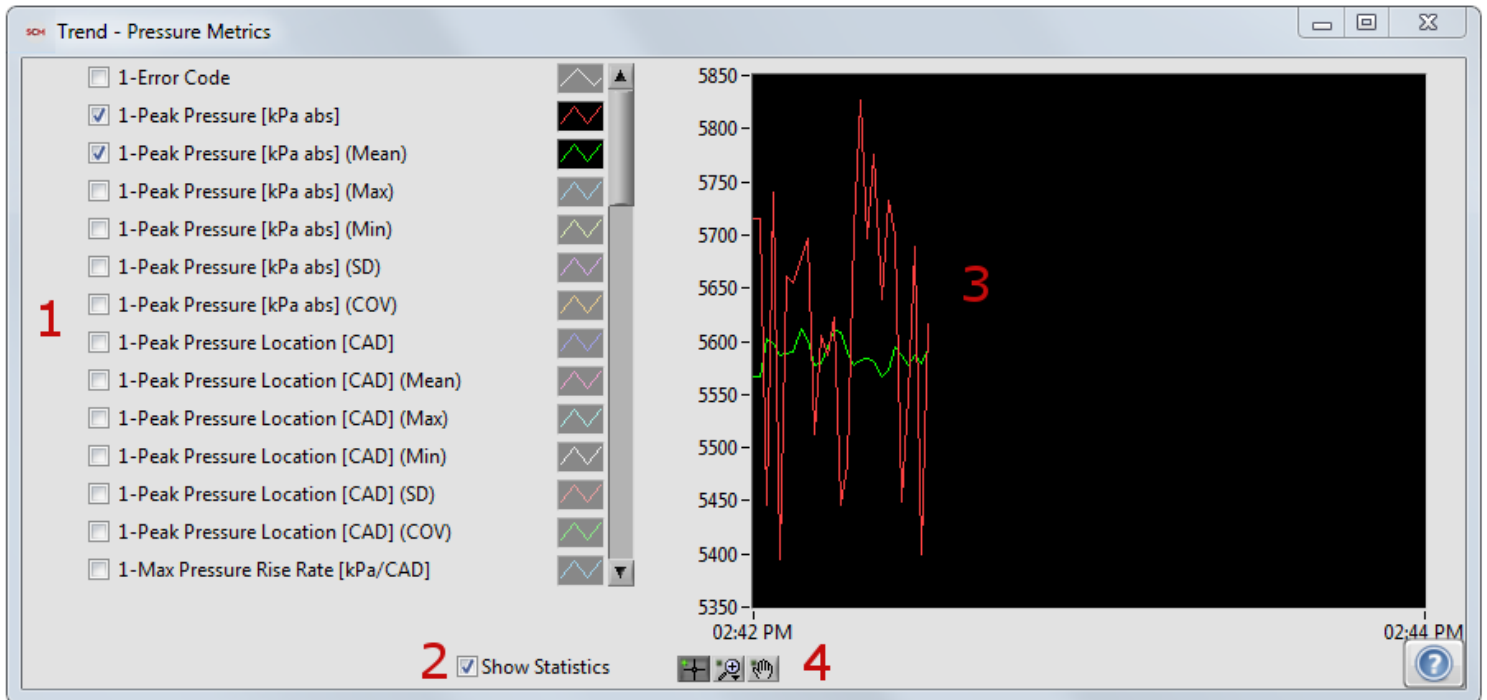 SCM Trend - Pressure Metrics
1-Error Code
1-Peak Pressure [kPa abs]
1-Peak Pressure [kPa abs] (Mean)
1-Peak Pressure [kPa abs] (Max)
1-Peak Pressure [kPa abs] (Min)
1-Peak Pressure [kPa abs] (SD)
1-Peak Pressure [kPa abs] (COV)
1-Peak Pressure Location [CAD]
1-Peak Pressure Location [CAD] (Mean)
1-Peak Pressure Location [CAD] (Max)
1-Peak Pressure Location [CAD] (Min)
1-Peak Pressure Location [CAD] (SD)
1-Peak Pressure Location [CAD] (COV)
1-Max Pressure Rise Rate [kPa/CAD]
1
2
Show Statistics
5850
5800
5750
5700
5650
5600
5550
5500
5450
5400
5350
3
02:42 PM
02:44 PM
4
?